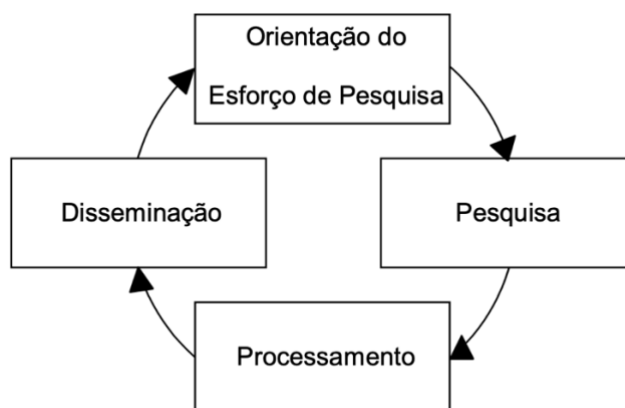 Orientação do
Esforço de Pesquisa
Disseminação
Pesquisa
Processamento